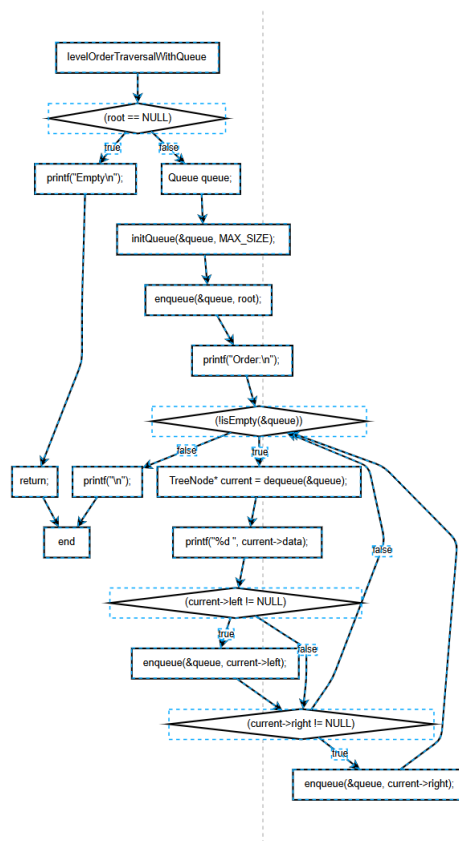 levelOrderTraversalWithQueue
(root == NULL)
true
false
printf("Empty\n");
Queue queue;
initQueue(&queue, MAX_SIZE);
enqueue(&queue, root);
printf("Order:\n");
(!isEmpty(&queue))
false
true
return;
printf("\n");
TreeNode* current = dequeue(&queue);
end
printf("%d ", current->data);
false
(current->left != NULL)
true
false
enqueue(&queue, current->left);
(current->right != NULL)
true
enqueue(&queue, current->right);